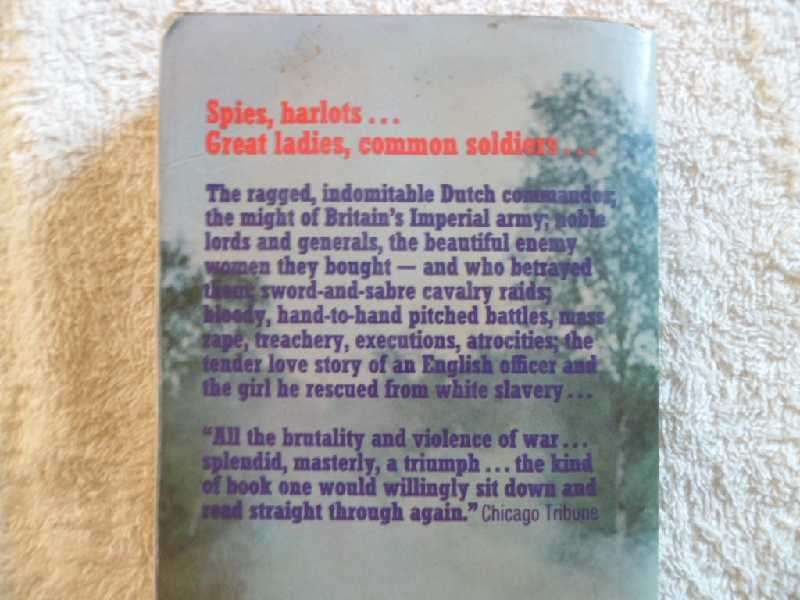 Spies, harlots...
Great ladies, common soldiers...
The ragged, indomitable Dutch commandos,
the might of Britain's Imperial army; noble
lords and generals, the beautiful enemy
women they bought — and who betrayed
them; sword-and-sabre cavalry raids;
bloody, hand-to-hand pitched battles, mass
rape, treachery, executions, atrocities; the
tender love story of an English officer and
the girl he rescued from white slavery...
"All the brutality and violence of war...
splendid, masterly, a triumph... the kind
of book one would willingly sit down and
read straight through again." Chicago Tribune